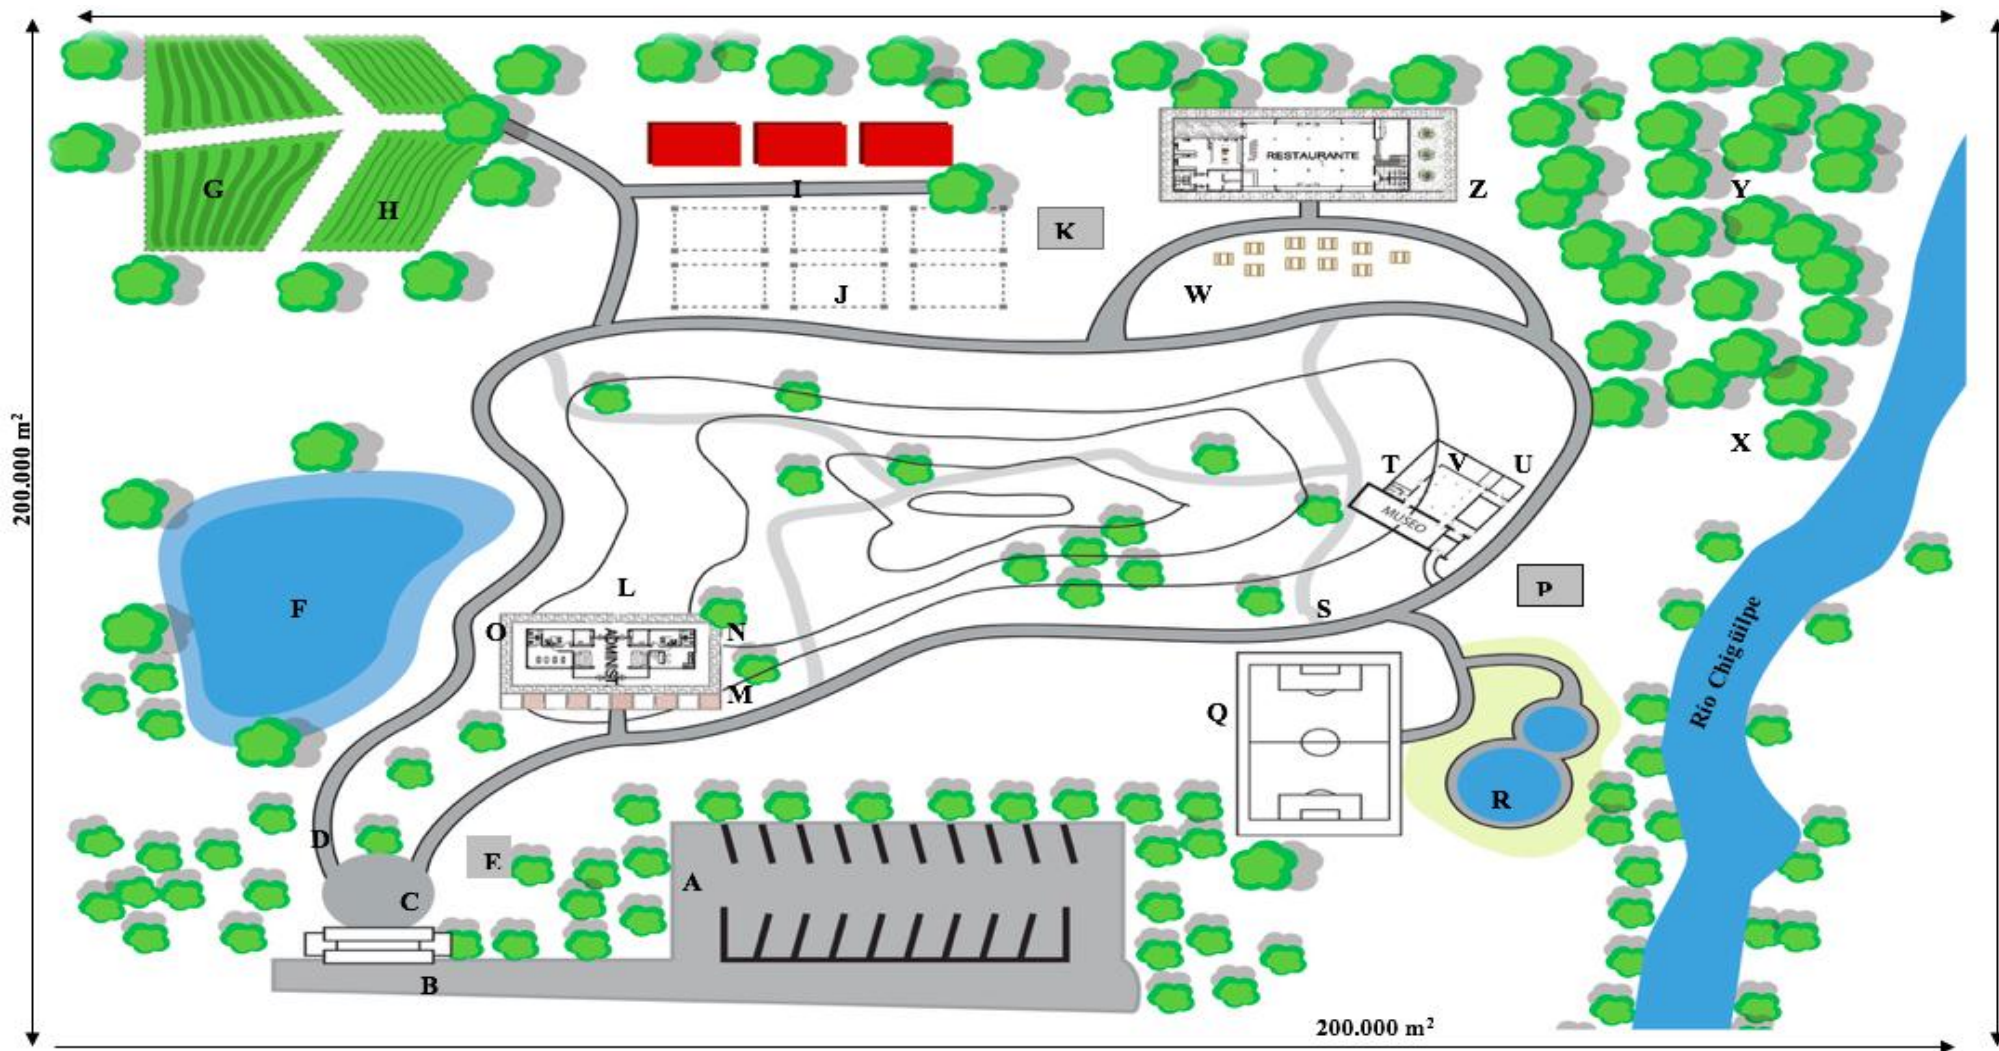 G
H
I
J
K
RESTAURANTE
Z
Y
W
X
200.000 m²
F
L
O
ADMINIST
N
M
T
V
U
MUSEO
S
P
Q
R
Río Chigüilpe
D
E
C
A
B
200.000 m²